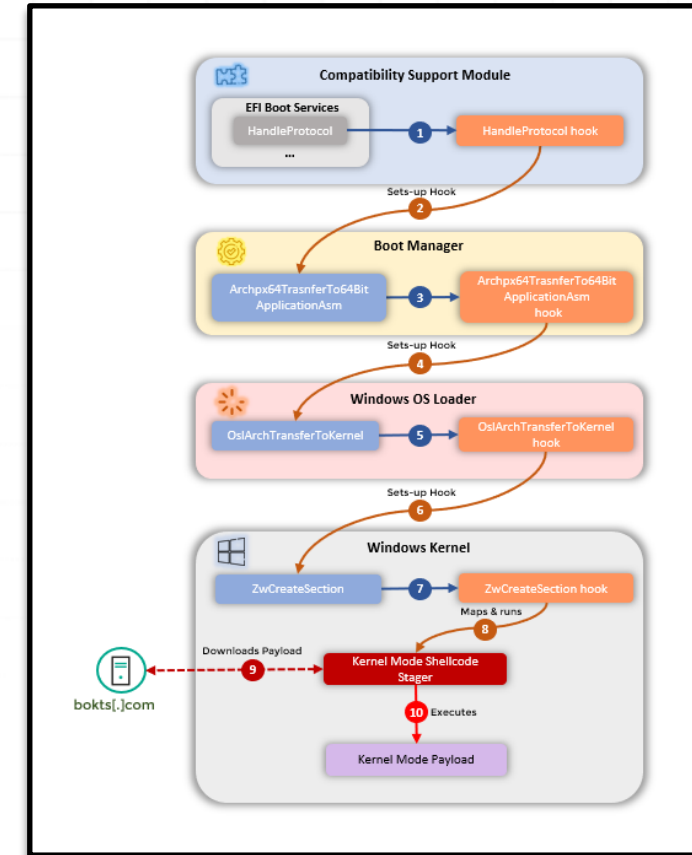 Compatibility Support Module
EFI Boot Services
HandleProtocol
...
1
HandleProtocol hook
Sets-up Hook
2
Boot Manager
Archpx64TrasnferTo64Bit
ApplicationAsm
3
Archpx64TrasnferTo64Bit
ApplicationAsm
hook
Sets-up Hook
4
Windows OS Loader
OslArchTransferToKernel
5
OslArchTransferToKernel
hook
Sets-up Hook
6
Windows Kernel
ZwCreateSection
7
ZwCreateSection hook
Maps & runs
8
Downloads Payload
9
bokts[.]com
Kernel Mode Shellcode
Stager
10 Executes
Kernel Mode Payload